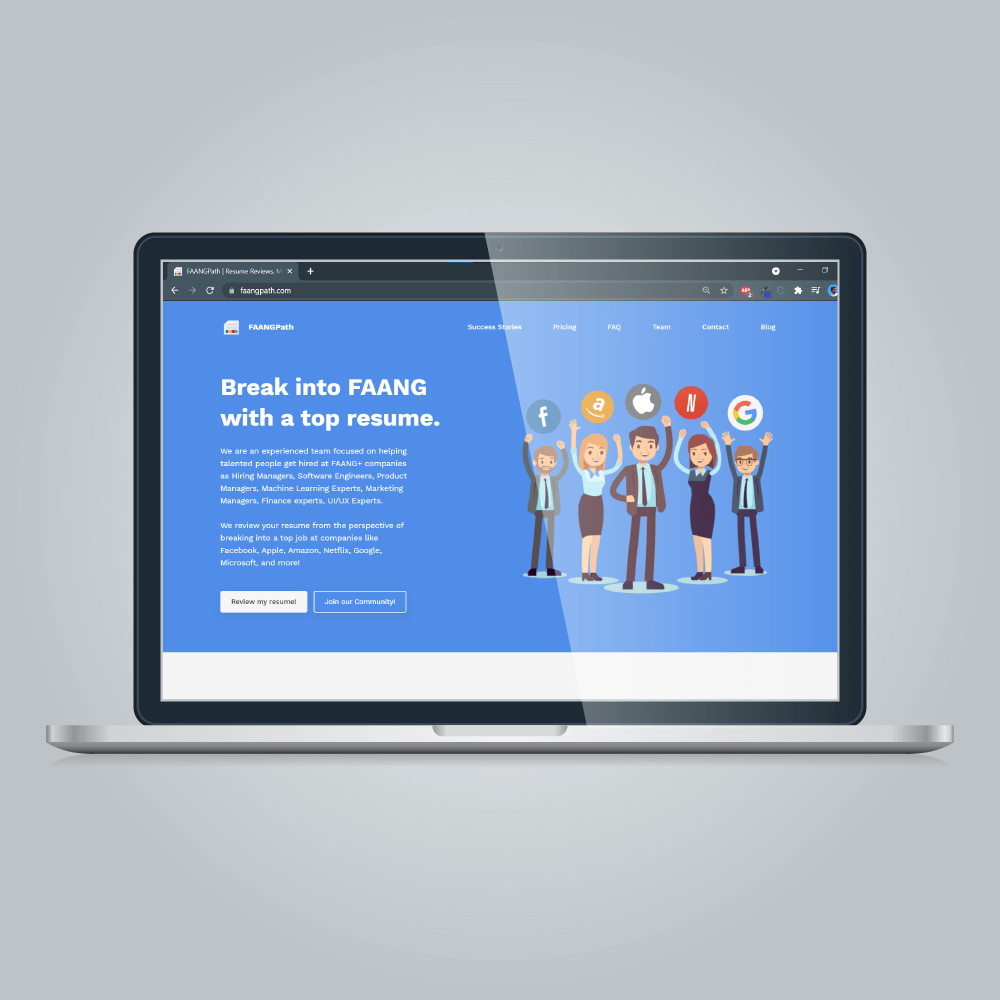 FAANGPath | Resume Reviews, M
faangpath.com
ABP
2
FAANGPath
Success Stories
Pricing
FAQ
Team
Contact
Blog
Break into FAANG
with a top resume.
We are an experienced team focused on helping
talented people get hired at FAANG+ companies
as Hiring Managers, Software Engineers, Product
Managers, Machine Learning Experts, Marketing
Managers, Finance experts, UI/UX Experts.
We review your resume from the perspective of
breaking into a top job at companies like
Facebook, Apple, Amazon, Netflix, Google,
Microsoft, and more!
Review my resume!
Join our Community!
f
a
N
G